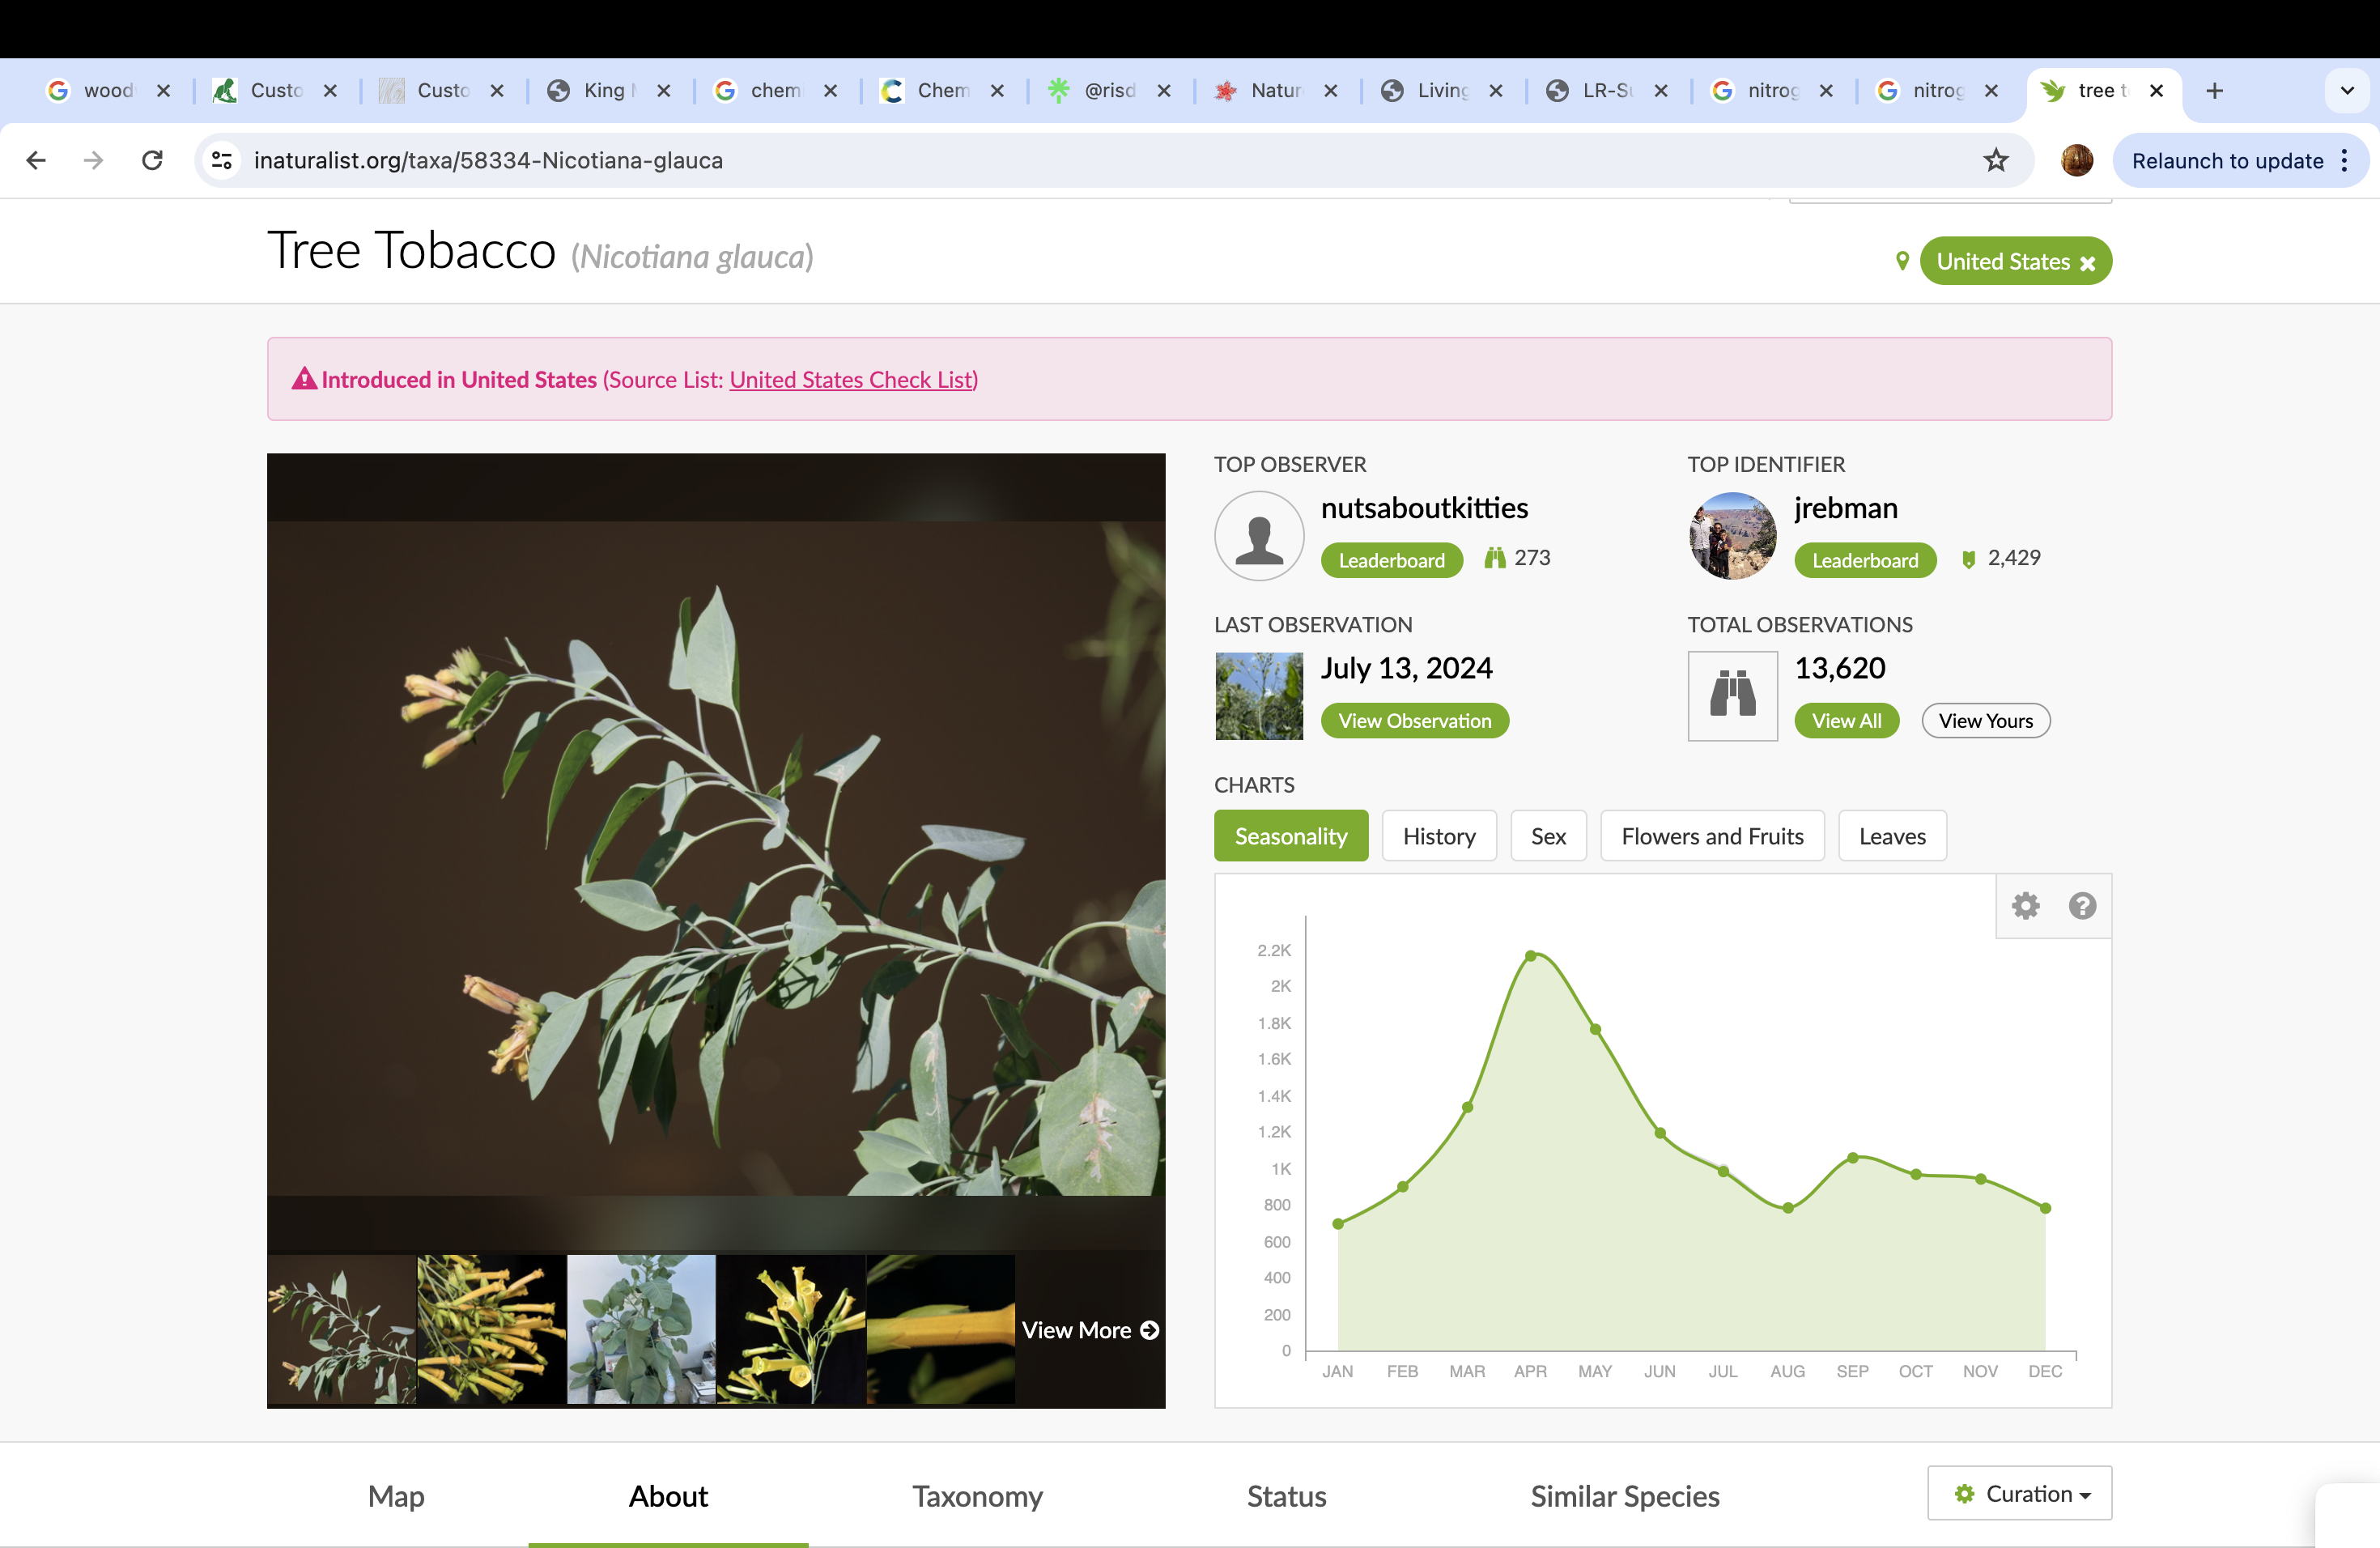 wood
Custo
Custo
King
chem
Chem
@risd
Natur
Living
LR-Su
nitrog
nitrog
tree t
inaturalist.org/taxa/58334-Nicotiana-glauca
Relaunch to update
Tree Tobacco (Nicotiana glauca)
United States
Introduced in United States (Source List: United States Check List)
TOP OBSERVER
nutsaboutkitties
Leaderboard 273
TOP IDENTIFIER
jrebman
Leaderboard 2,429
LAST OBSERVATION
July 13, 2024
View Observation
TOTAL OBSERVATIONS
13,620
View All View Yours
CHARTS
Seasonality History Sex Flowers and Fruits Leaves
2.2K
2K
1.8K
1.6K
1.4K
1.2K
1K
800
600
400
200
0
JAN FEB MAR APR MAY JUN JUL AUG SEP OCT NOV DEC
View More
Map About Taxonomy Status Similar Species Curation